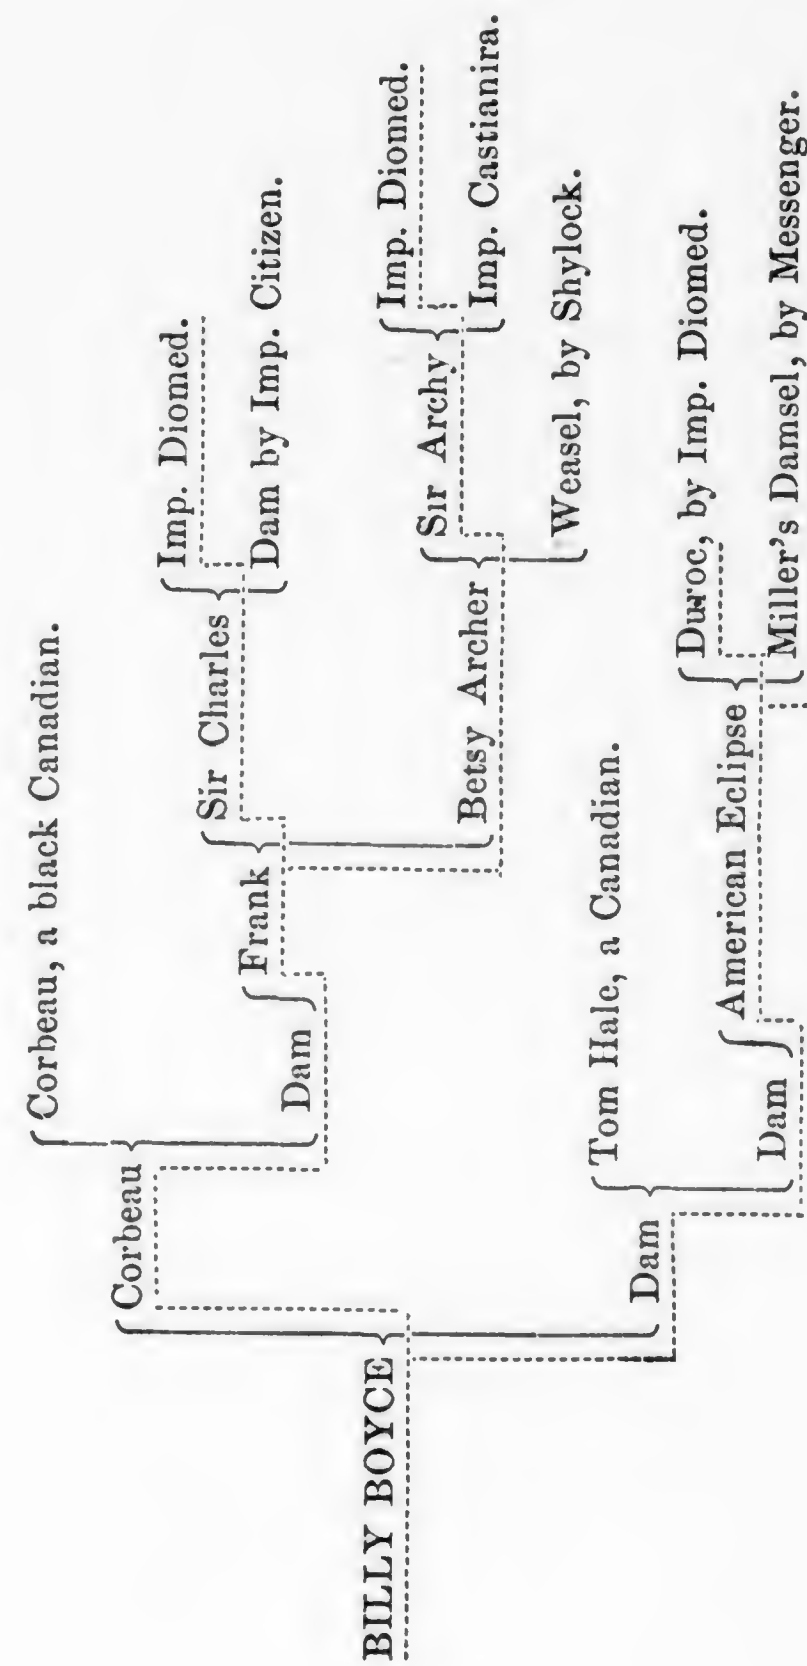 BILLY BOYCE
Corbeau
Corbeau, a black Canadian.
Dam
Frank
Sir Charles
Imp. Diomed.
Dam by Imp. Citizen.
Betsy Archer
Sir Archy
Imp. Diomed.
Imp. Castianira.
Weasel, by Shylock.
Dam
Tom Hale, a Canadian.
Dam
American Eclipse
Duroc, by Imp. Diomed.
Miller's Damsel, by Messenger.